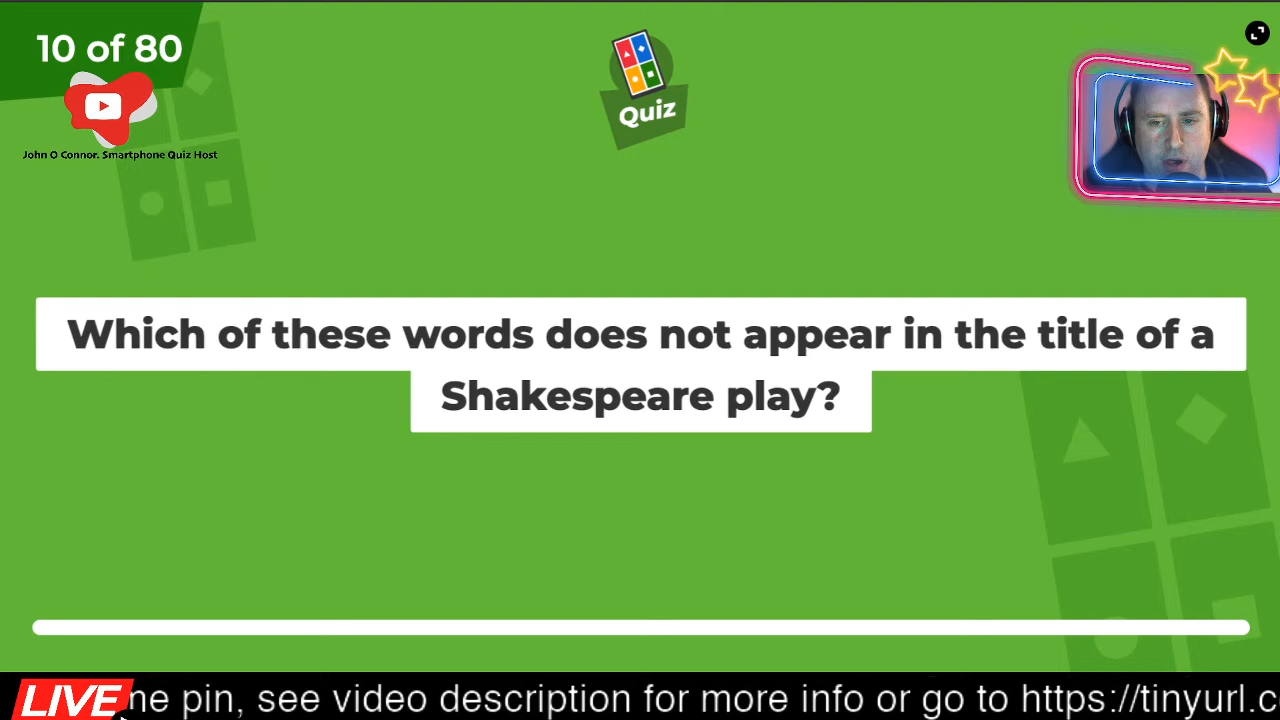 10 of 80
Quiz
John O Connor. Smartphone Quiz Host
Which of these words does not appear in the title of a
Shakespeare play?
LIVE
me pin, see video description for more info or go to https://tinyurl.c